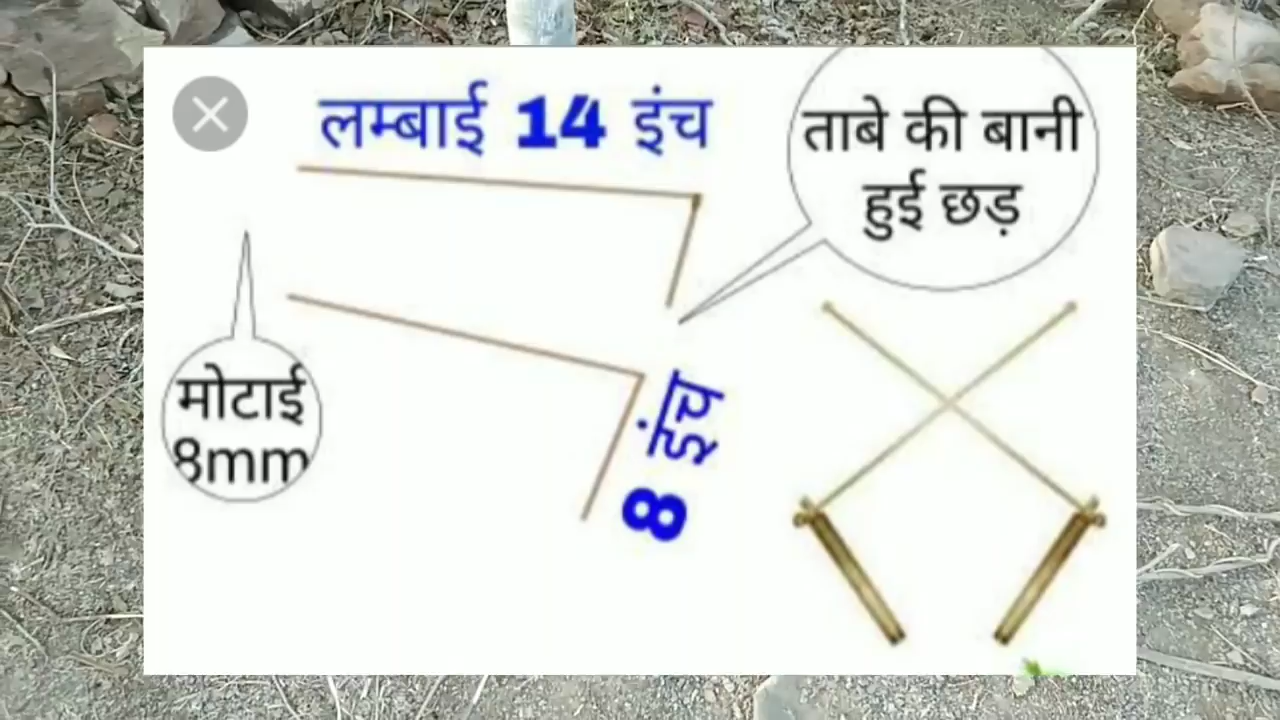 लम्बाई 14 इंच
ताबे की बानी
हुई छड़
मोटाई
8mm
8 इंच